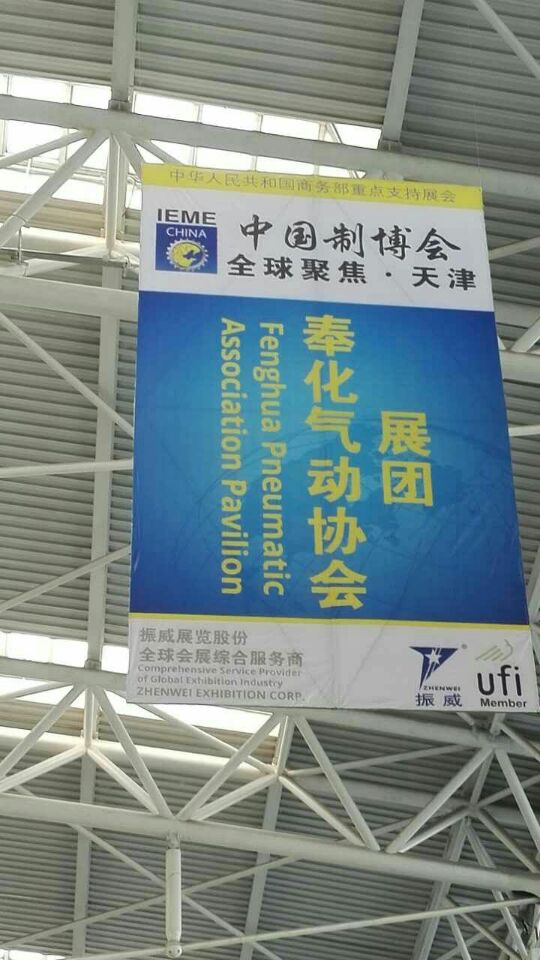 中华人民共和国商务部重点支持展会
IEME
CHINA
中国制博会
全球聚焦·天津
展团
奉化气动协会
Fenghua Pneumatic
Association Pavilion
振威展览股份
全球会展综合服务商
Comprehensive Service Provider
of Global Exhibition Industry
ZHENWEI EXHIBITION CORP.
ZHENWEI
振威
ufi
Member